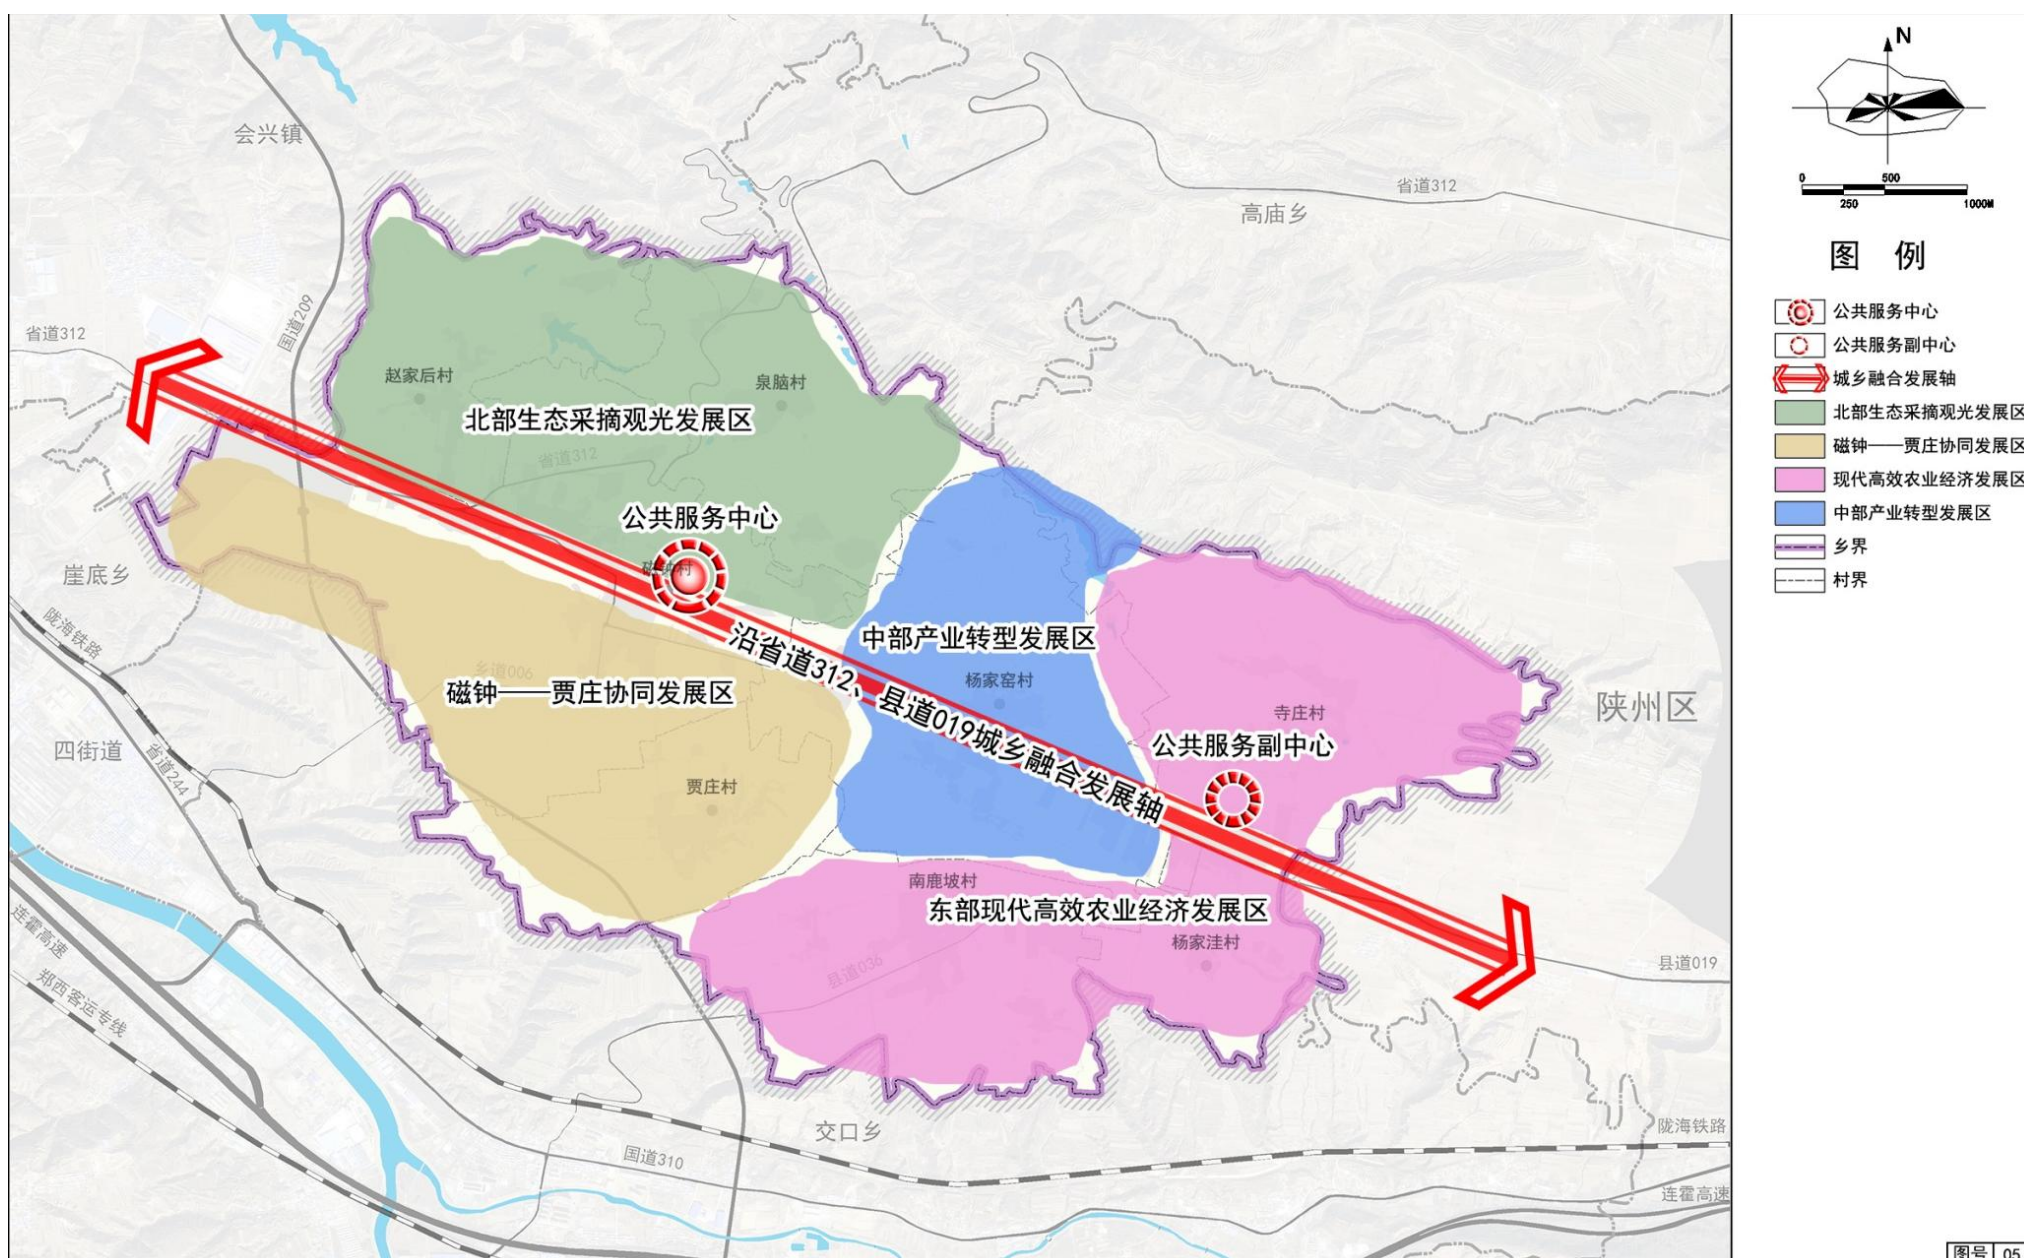 会兴镇
省道312
高庙乡
国道209
省道312
赵家后村
泉脑村
北部生态采摘观光发展区
省道312
公共服务中心
磁钟村
崖底乡
陇海铁路
乡道006
磁钟——贾庄协同发展区
沿省道312、县道019城乡融合发展轴
中部产业转型发展区
杨家窑村
寺庄村
公共服务副中心
陕州区
四街道
省道244
贾庄村
南鹿坡村
东部现代高效农业经济发展区
杨家洼村
县道036
县道019
连霍高速
郑西客运专线
交口乡
国道310
陇海铁路
连霍高速
N
0
500
250
1000M
图 例
公共服务中心
公共服务副中心
城乡融合发展轴
北部生态采摘观光发展区
磁钟——贾庄协同发展区
现代高效农业经济发展区
中部产业转型发展区
乡界
村界
图号 05